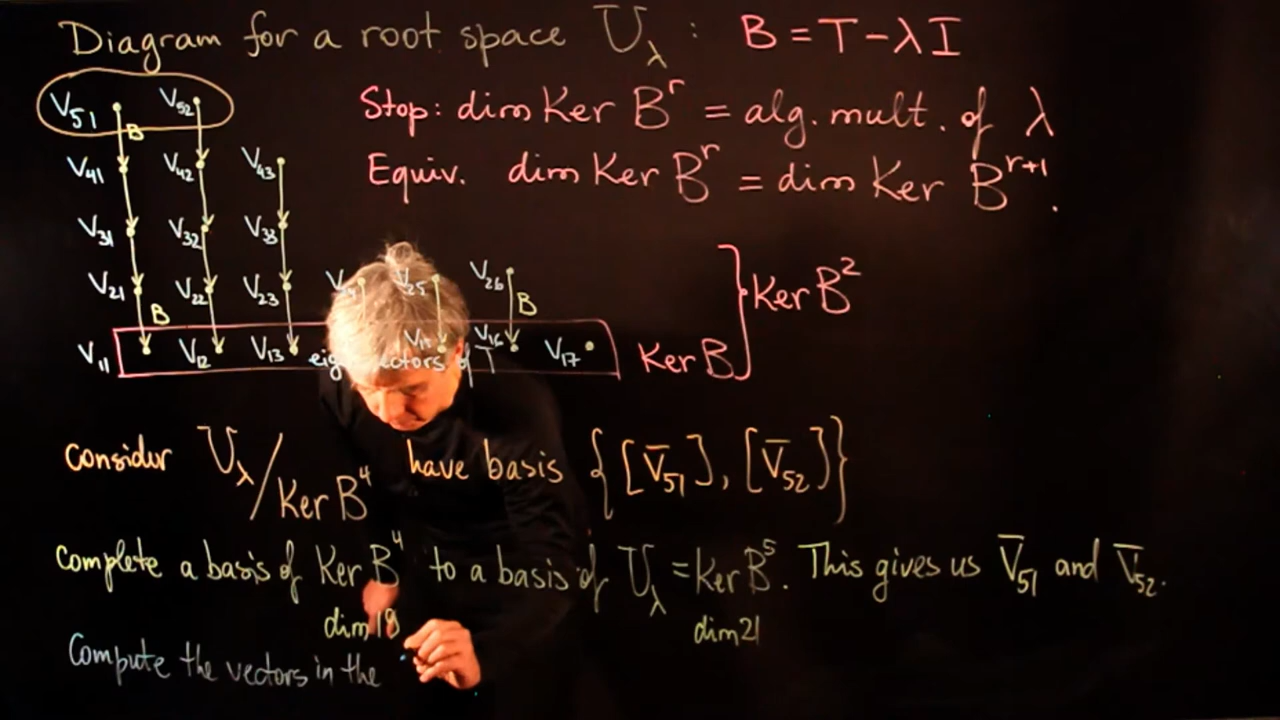 Diagram for a root space U_λ : B = T - λI
V51 V52
B
Stop: dim Ker B^r = alg. mult. of λ
V41 V42 V43
Equiv. dim Ker B^r = dim Ker B^{r+1}.
V31 V32 V33
V21 V22 V23 V25 V26
B B
Ker B^2
V11 V12 V13 V15 V16 V17
eigenvectors of T
Ker B
Consider U_λ/Ker B^4 have basis {[V̄51], [V̄52]}
Complete a basis of Ker B^4 to a basis of U_λ = Ker B^5. This gives us V̄51 and V̄52.
dim 18 dim 21
Compute the vectors in the